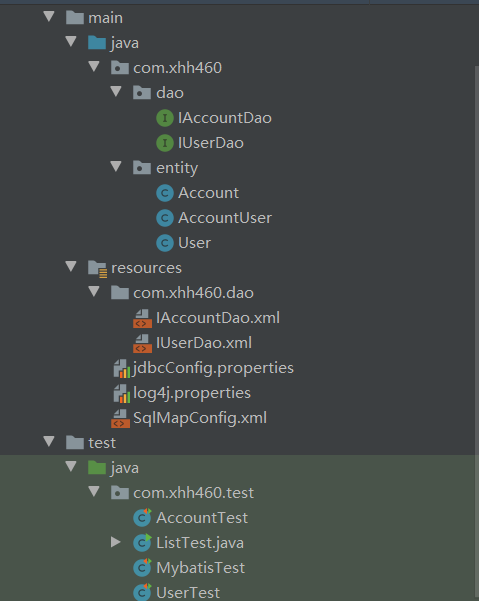 main
java
com.xhh460
dao
IAccountDao
IUserDao
entity
Account
AccountUser
User
resources
com.xhh460.dao
IAccountDao.xml
IUserDao.xml
jdbcConfig.properties
log4j.properties
SqlMapConfig.xml
test
java
com.xhh460.test
AccountTest
ListTest.java
MybatisTest
UserTest